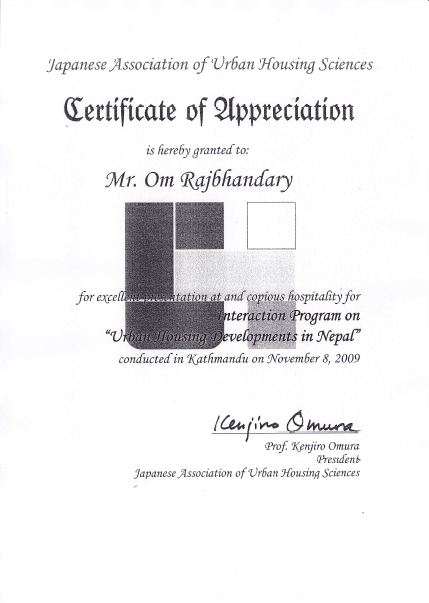 Japanese Association of Urban Housing Sciences
Certificate of Appreciation
is hereby granted to:
Mr. Om Rajbhandary
for excellent presentation at and copious hospitality for
Interaction Program on
"Urban Housing Developments in Nepal"
conducted in Kathmandu on November 8, 2009
Kenjiro Omura
Prof. Kenjiro Omura
President
Japanese Association of Urban Housing Sciences